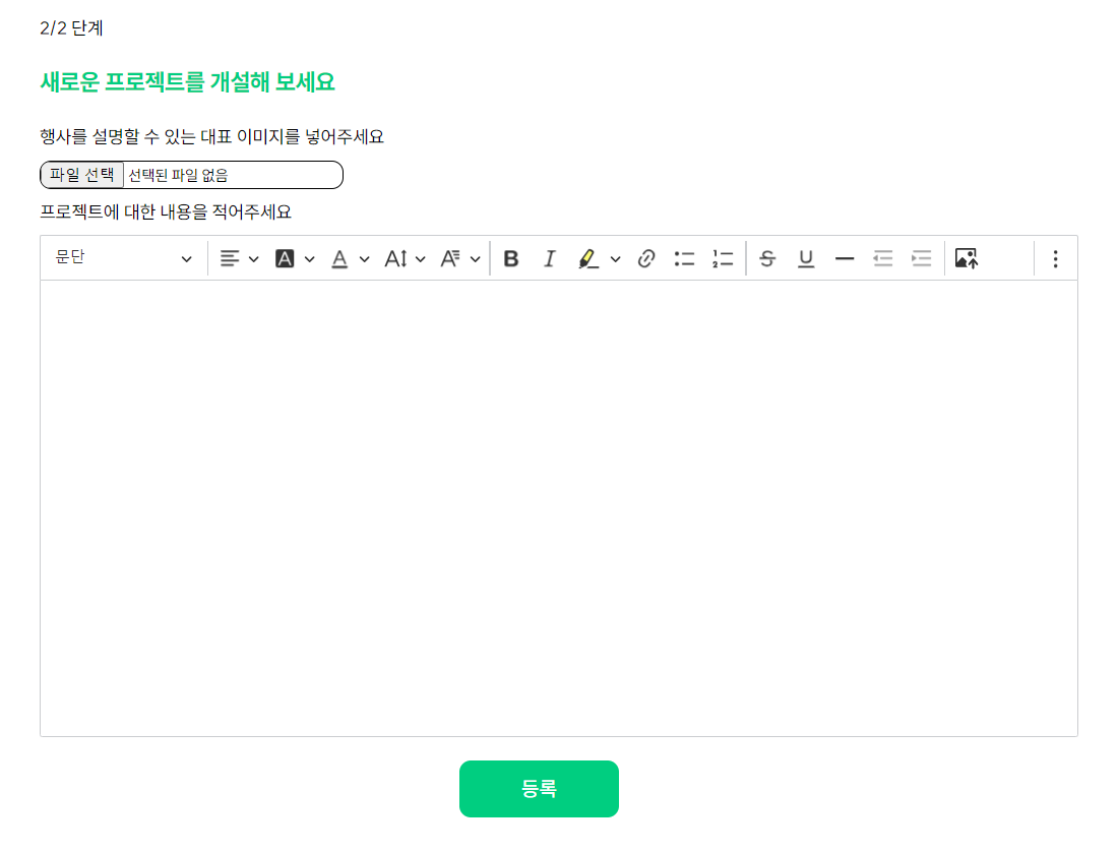 2/2 단계
새로운 프로젝트를 개설해 보세요
행사를 설명할 수 있는 대표 이미지를 넣어주세요
파일 선택 선택된 파일 없음
프로젝트에 대한 내용을 적어주세요
문단
등록